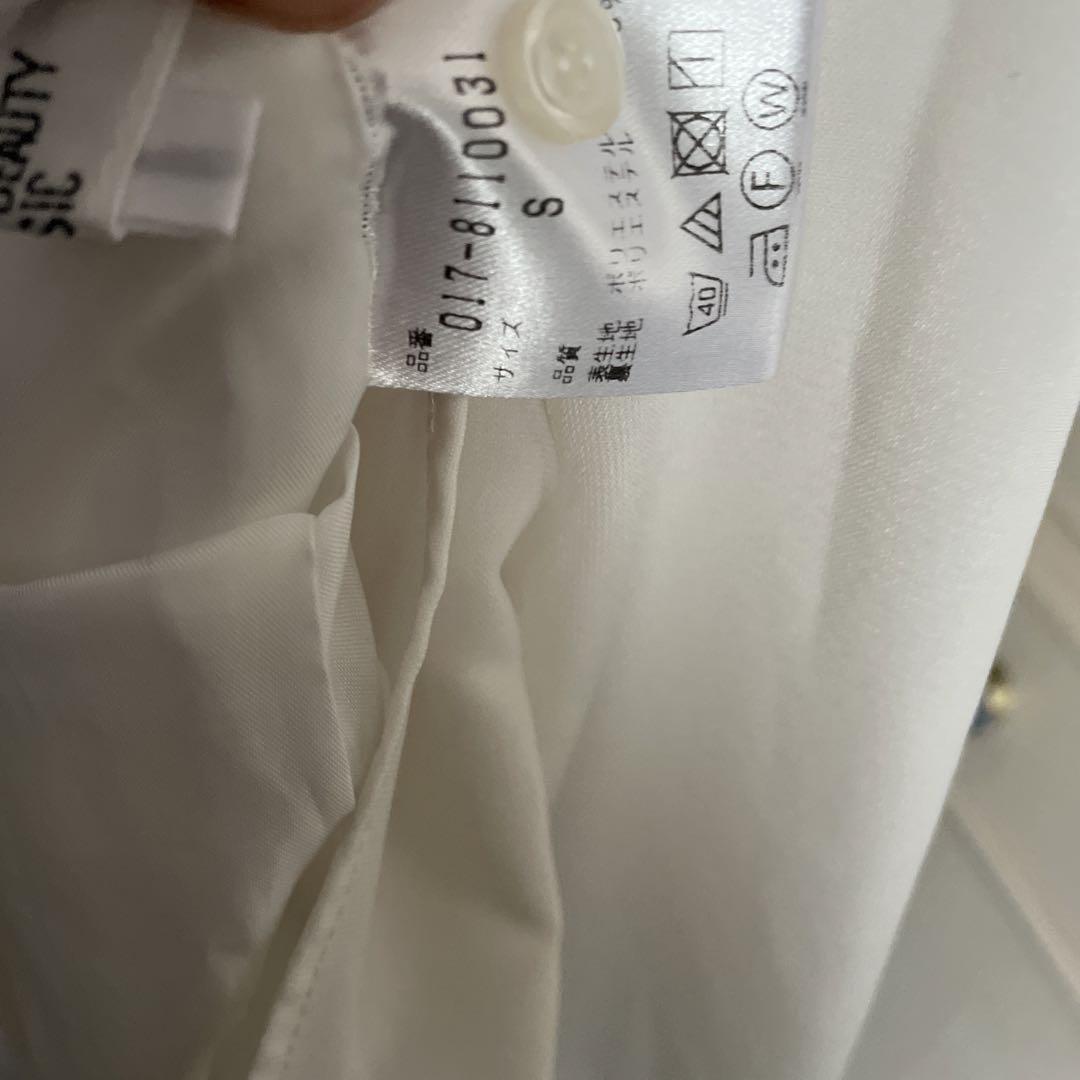 BEAUTY
SIC
品番
017-8110031
サイズ
S
品質
表生地 ポリエステル
裏生地 ポリエステル
40
W
F